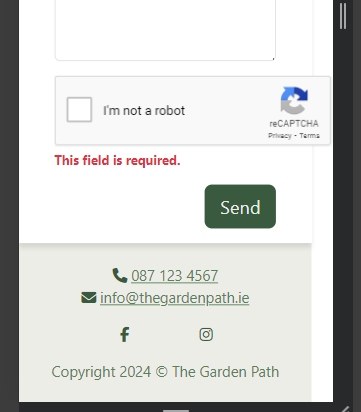 I'm not a robot
reCAPTCHA
Privacy - Terms
This field is required.
Send
087 123 4567
info@thegardenpath.ie
Copyright 2024 © The Garden Path